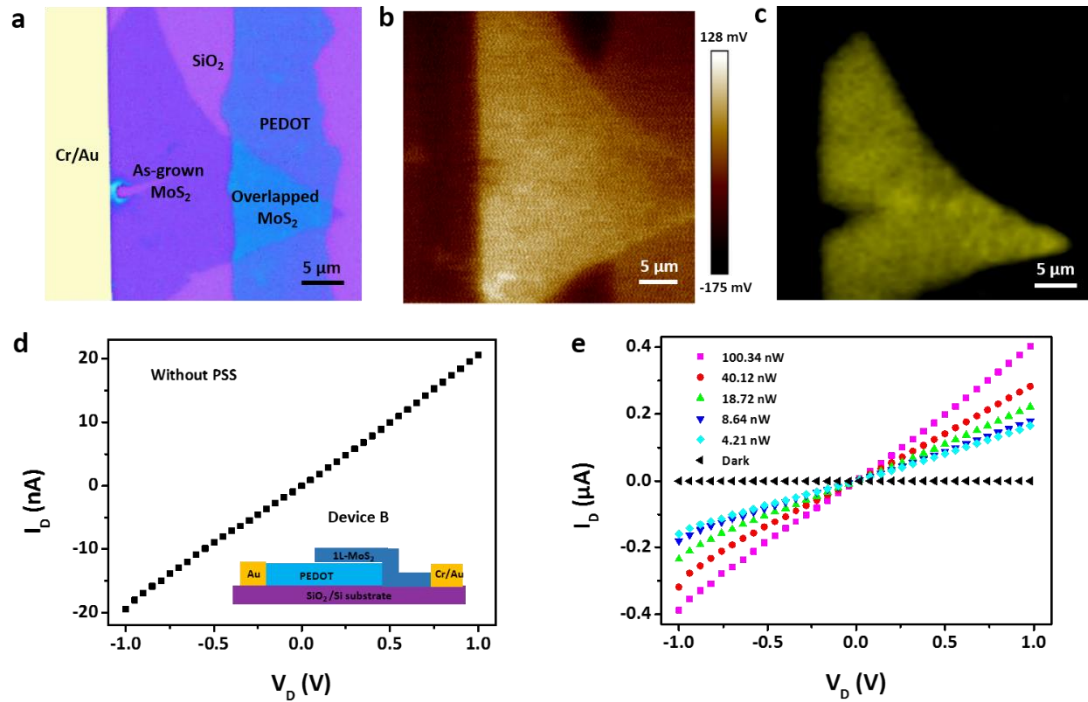 a
SiO₂
PEDOT
Cr/Au
As-grown
MoS₂
Overlapped
MoS₂
5 µm
b
128 mV
-175 mV
5 µm
c
5 µm
d
Without PSS
Device B
1L-MoS₂
Au
PEDOT
Cr/Au
SiO₂/Si substrate
20
10
0
-10
-20
I_D (nA)
-1.0
-0.5
0.0
0.5
1.0
V_D (V)
e
100.34 nW
40.12 nW
18.72 nW
8.64 nW
4.21 nW
Dark
0.4
0.2
0.0
-0.2
-0.4
I_D (µA)
-1.0
-0.5
0.0
0.5
1.0
V_D (V)